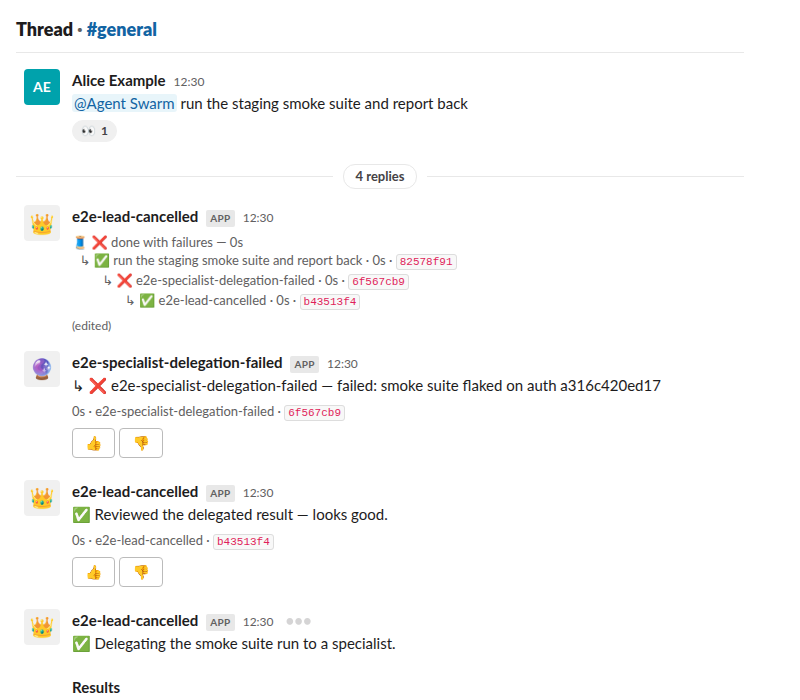 Thread • #general
AE
Alice Example 12:30
@Agent Swarm run the staging smoke suite and report back
👀 1
4 replies
e2e-lead-cancelled APP 12:30
🧵 ❌ done with failures — 0s
↳ ✅ run the staging smoke suite and report back · 0s · 82578f91
↳ ❌ e2e-specialist-delegation-failed · 0s · 6f567cb9
↳ ✅ e2e-lead-cancelled · 0s · b43513f4
(edited)
e2e-specialist-delegation-failed APP 12:30
↳ ❌ e2e-specialist-delegation-failed — failed: smoke suite flaked on auth a316c420ed17
0s · e2e-specialist-delegation-failed · 6f567cb9
👍 👎
e2e-lead-cancelled APP 12:30
✅ Reviewed the delegated result — looks good.
0s · e2e-lead-cancelled · b43513f4
👍 👎
e2e-lead-cancelled APP 12:30
✅ Delegating the smoke suite run to a specialist.
Results